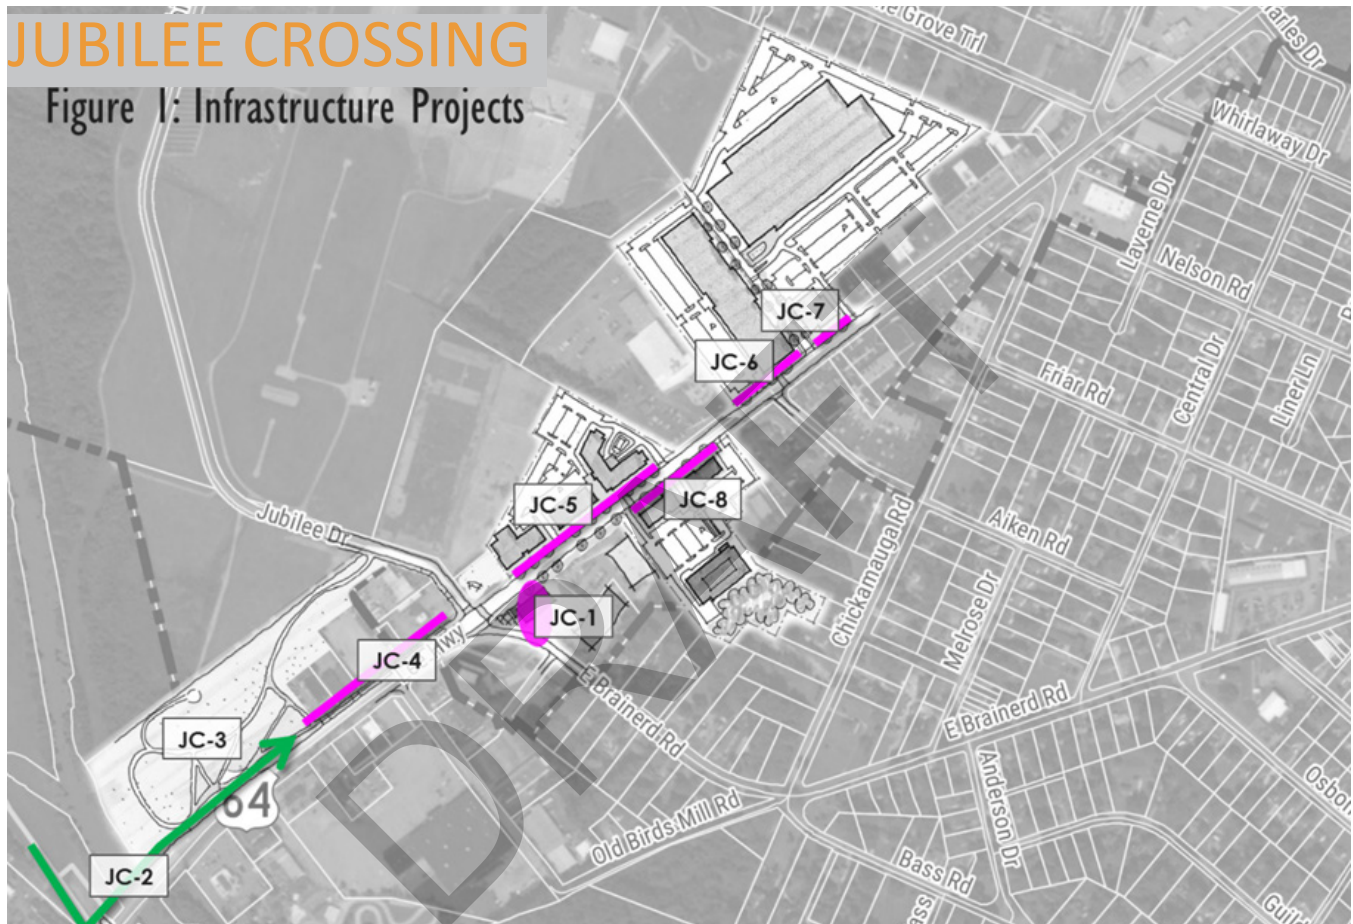 JUBILEE CROSSING
Figure 1: Infrastructure Projects
Grove Trl
Charles Dr
Whirlaway Dr
Laverne Dr
Nelson Rd
JC-7
JC-6
Friar Rd
Central Dr
Liner Ln
JC-5
JC-8
Jubilee Dr
Aiken Rd
Chickamauga Rd
JC-1
Melrose Dr
Hwy
JC-4
E Brainerd Rd
E Brainerd Rd
JC-3
64
Anderson Dr
Old Birds Mill Rd
JC-2
Bass Rd
DRAFT